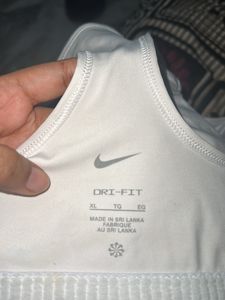 DRI-FIT
XL TG EG
MADE IN SRI LANKA
FABRIQUÉ
AU SRI LANKA